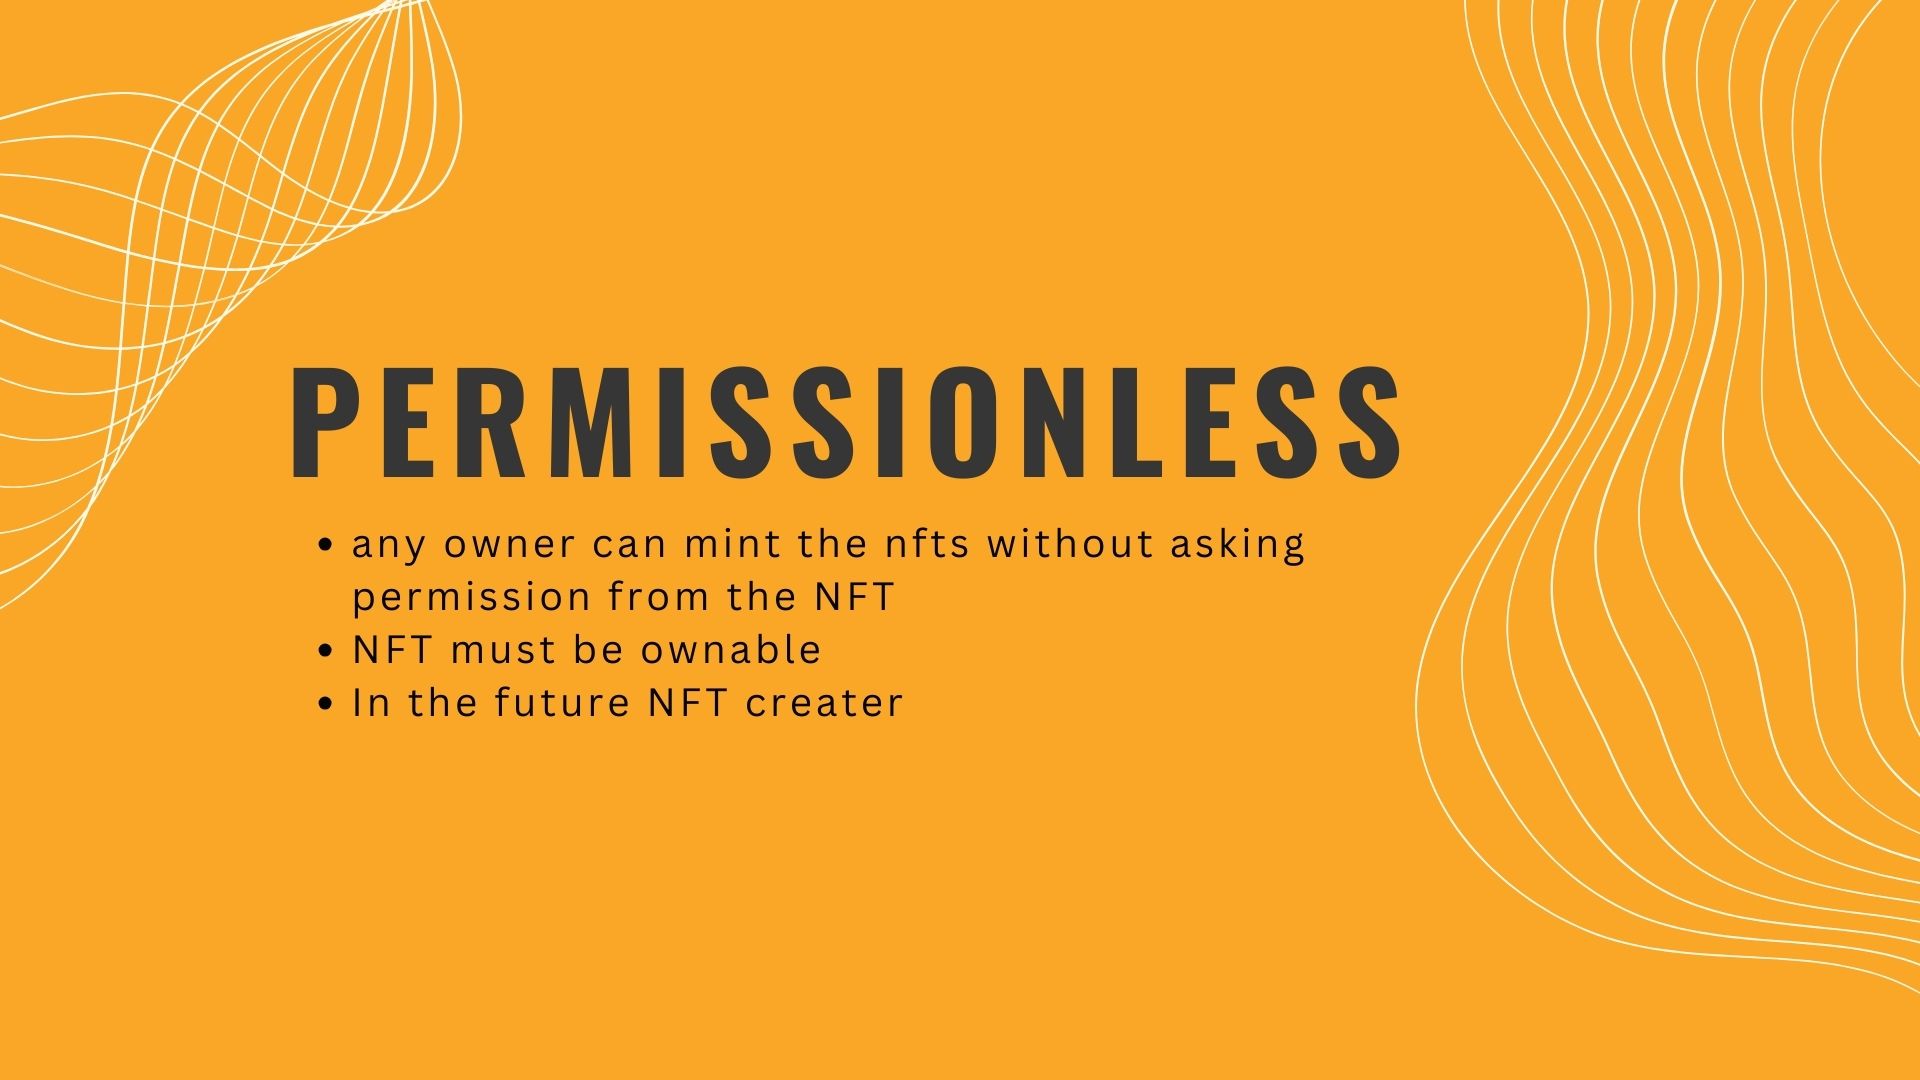 PERMISSIONLESS
• any owner can mint the nfts without asking
permission from the NFT
• NFT must be ownable
• In the future NFT creater